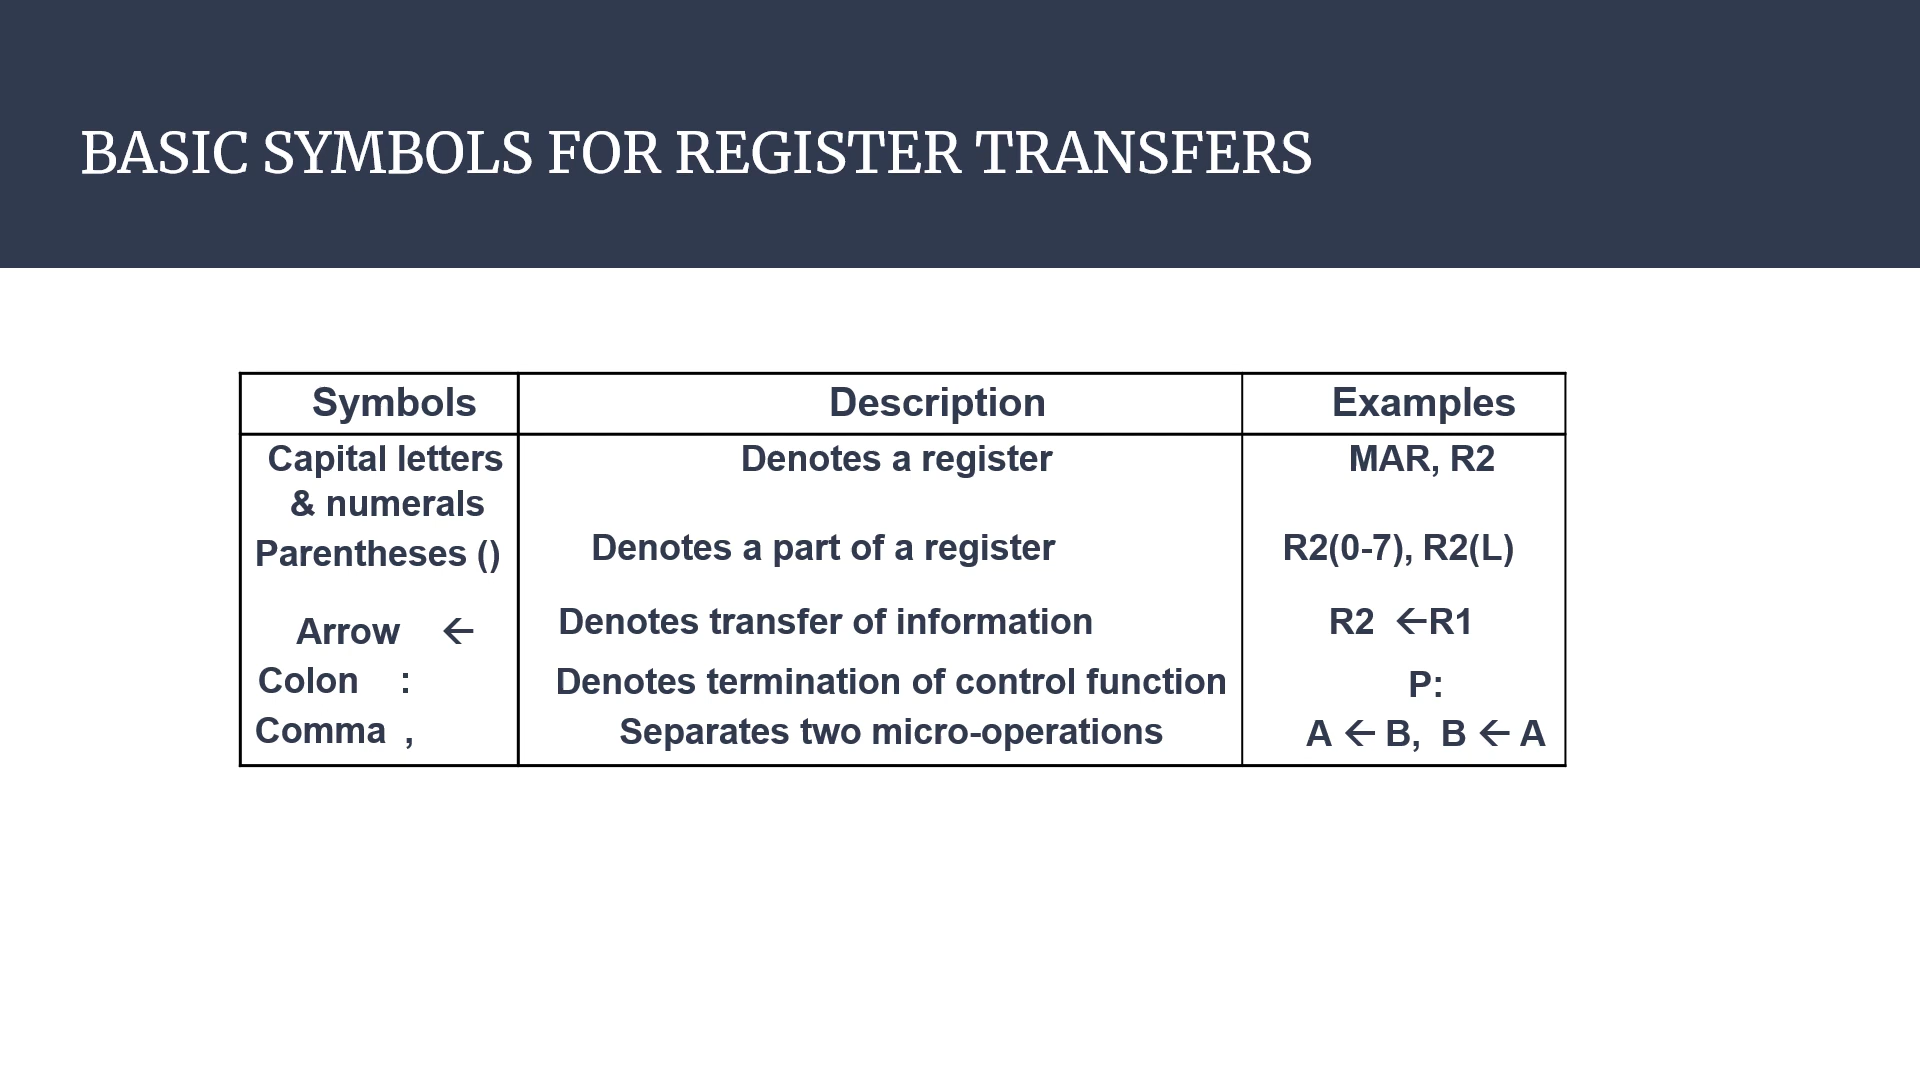 BASIC SYMBOLS FOR REGISTER TRANSFERS
Symbols Description Examples
Capital letters Denotes a register MAR, R2
& numerals
Parentheses () Denotes a part of a register R2(0-7), R2(L)
Arrow ← Denotes transfer of information R2 ←R1
Colon : Denotes termination of control function P:
Comma , Separates two micro-operations A ← B, B ← A